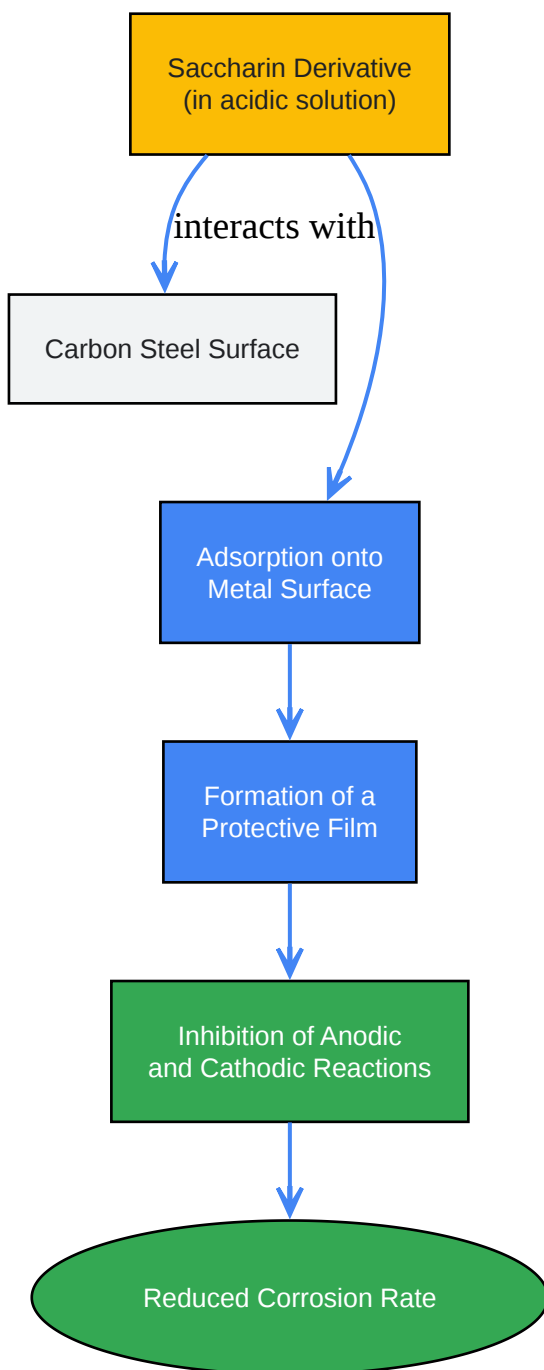 Saccharin Derivative
(in acidic solution)
interacts with
Carbon Steel Surface
Adsorption onto
Metal Surface
Formation of a
Protective Film
Inhibition of Anodic
and Cathodic Reactions
Reduced Corrosion Rate